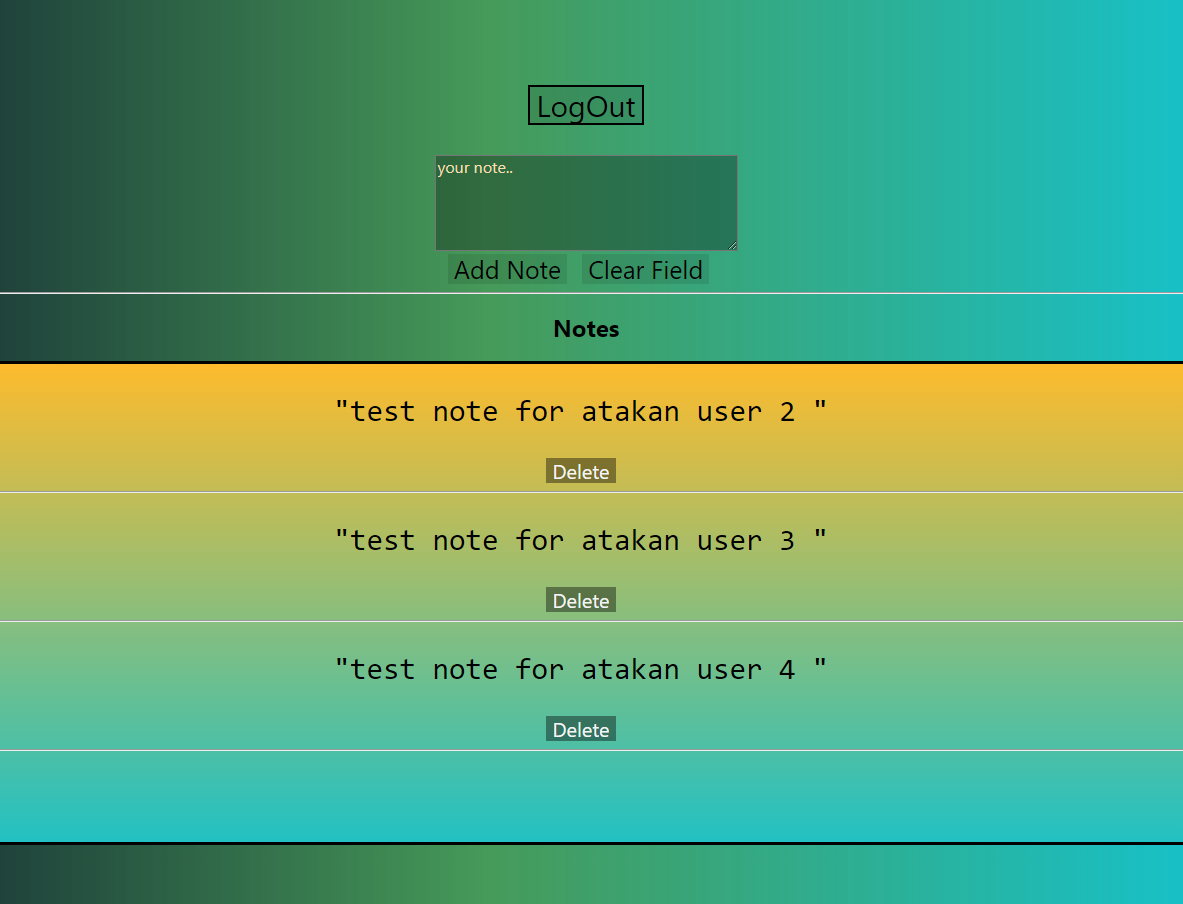 LogOut
your note..
Add Note Clear Field
Notes
"test note for atakan user 2 "
Delete
"test note for atakan user 3 "
Delete
"test note for atakan user 4 "
Delete